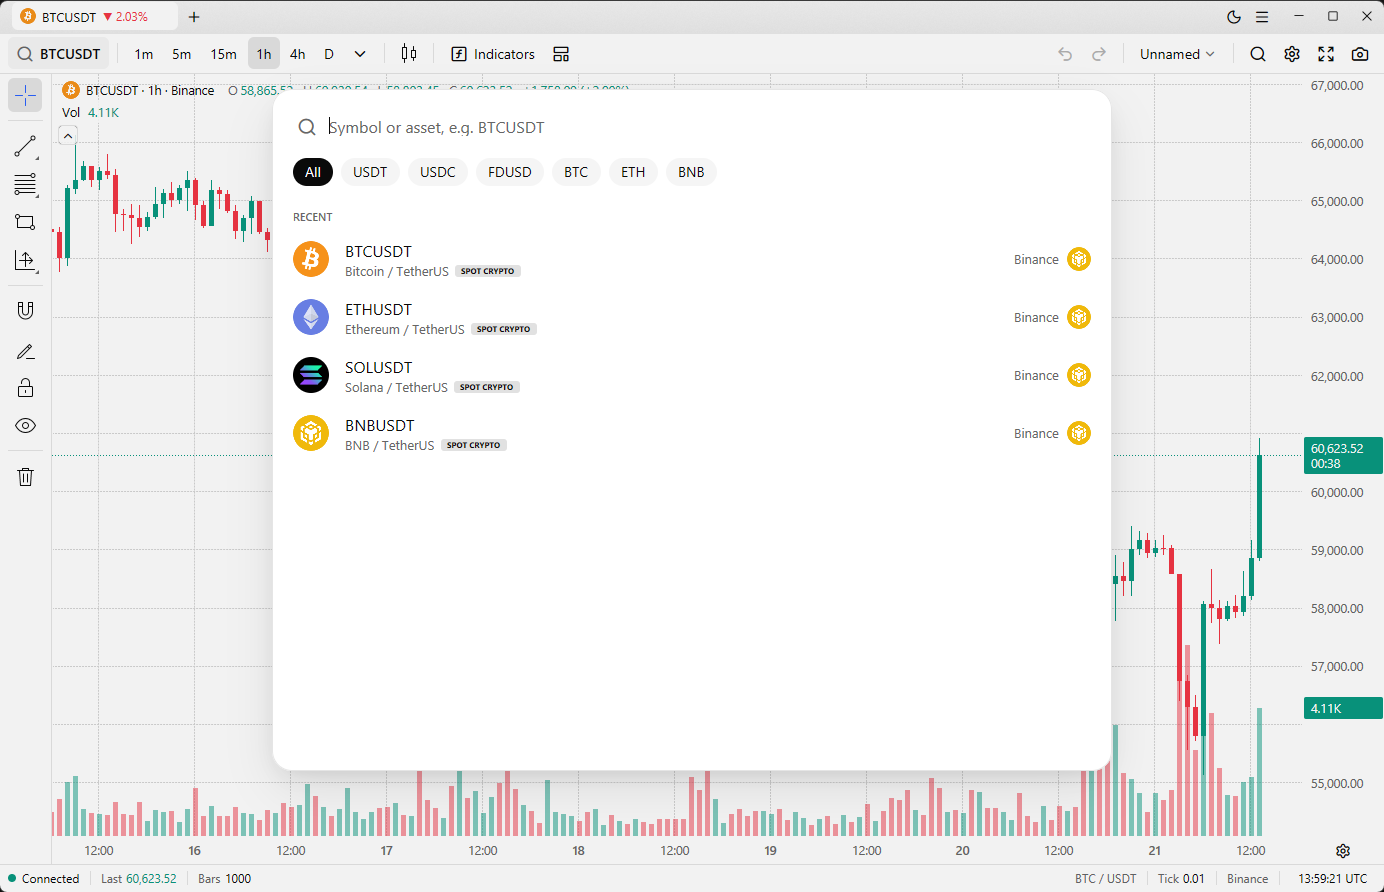 BTCUSDT ▼ 2.03%
BTCUSDT 1m 5m 15m 1h 4h D Indicators Unnamed
BTCUSDT · 1h · Binance O 58,865.52
Vol 4.11K
Symbol or asset, e.g. BTCUSDT
All USDT USDC FDUSD BTC ETH BNB
RECENT
BTCUSDT
Bitcoin / TetherUS SPOT CRYPTO
Binance
ETHUSDT
Ethereum / TetherUS SPOT CRYPTO
Binance
SOLUSDT
Solana / TetherUS SPOT CRYPTO
Binance
BNBUSDT
BNB / TetherUS SPOT CRYPTO
Binance
67,000.00
66,000.00
65,000.00
64,000.00
63,000.00
62,000.00
60,623.52
00:38
60,000.00
59,000.00
58,000.00
57,000.00
4.11K
55,000.00
12:00 16 12:00 17 12:00 18 12:00 19 12:00 20 12:00 21 12:00
Connected Last 60,623.52 Bars 1000 BTC / USDT Tick 0.01 Binance 13:59:21 UTC